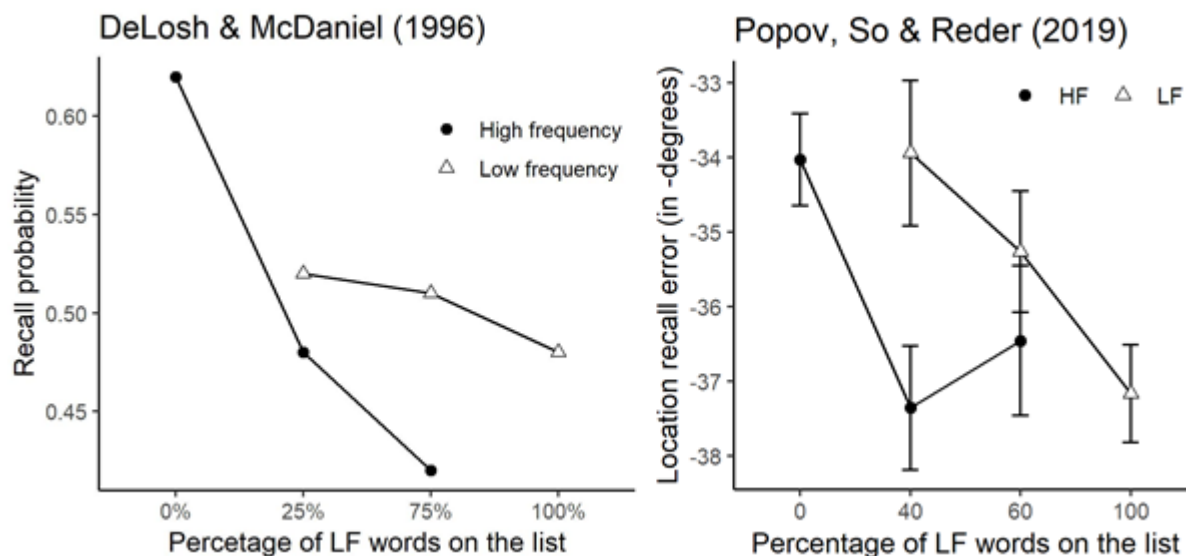 DeLosh & McDaniel (1996)
Recall probability
0.60
0.55
0.50
0.45
High frequency
Low frequency
0%
25%
75%
100%
Percetage of LF words on the list
Popov, So & Reder (2019)
Location recall error (in -degrees)
-33
-34
-35
-36
-37
-38
HF
LF
0
40
60
100
Percentage of LF words on the list